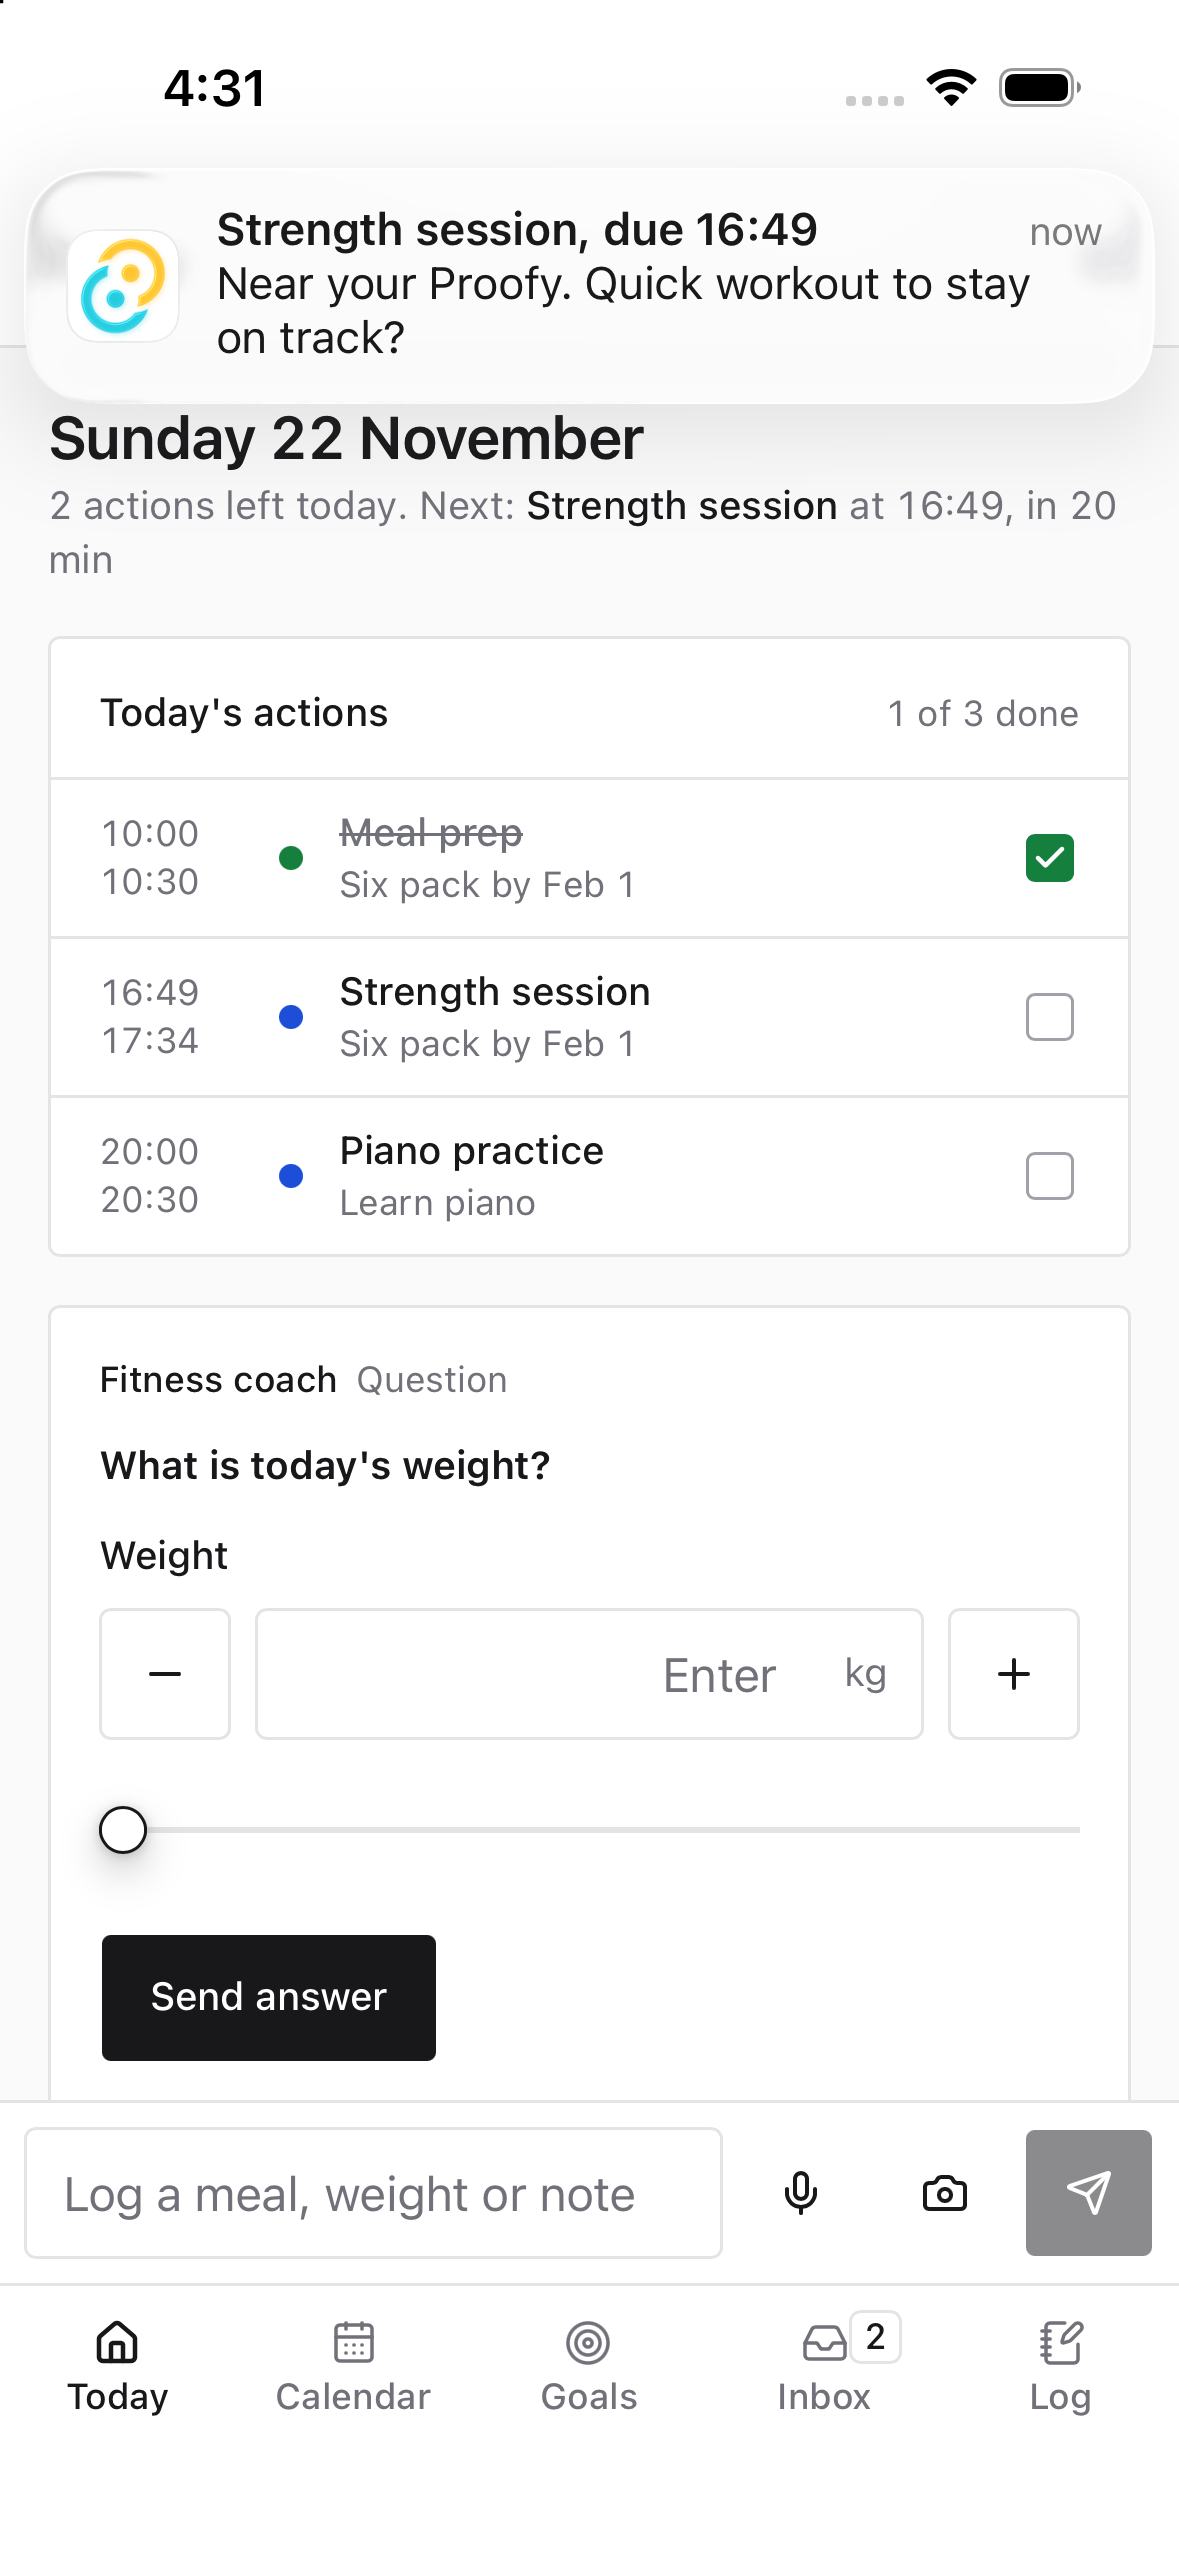 4:31
Strength session, due 16:49
now
Near your Proofy. Quick workout to stay
on track?
Sunday 22 November
2 actions left today. Next: Strength session at 16:49, in 20
min
Today's actions
1 of 3 done
10:00
10:30
Meal prep
Six pack by Feb 1
16:49
17:34
Strength session
Six pack by Feb 1
20:00
20:30
Piano practice
Learn piano
Fitness coach Question
What is today's weight?
Weight
Enter kg
Send answer
Log a meal, weight or note
2
Today
Calendar
Goals
Inbox
Log